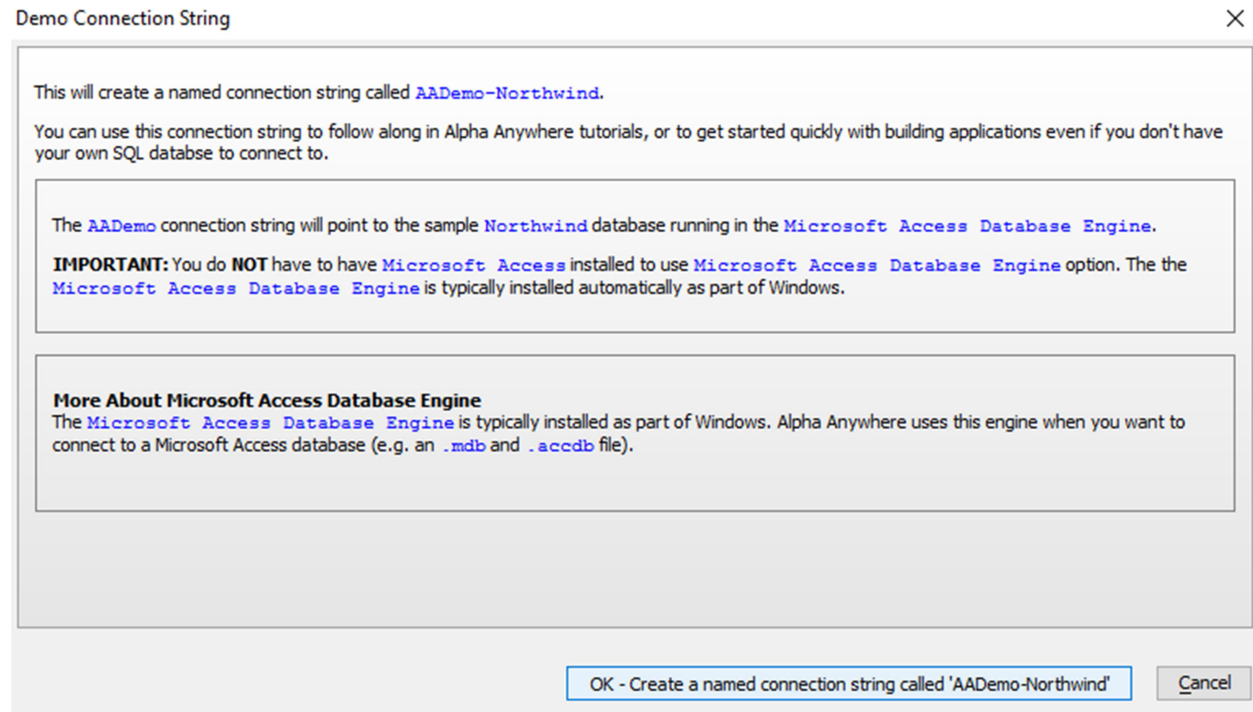 Demo Connection String
This will create a named connection string called AADemo-Northwind.
You can use this connection string to follow along in Alpha Anywhere tutorials, or to get started quickly with building applications even if you don't have
your own SQL databse to connect to.
The AADemo connection string will point to the sample Northwind database running in the Microsoft Access Database Engine.
IMPORTANT: You do NOT have to have Microsoft Access installed to use Microsoft Access Database Engine option. The the
Microsoft Access Database Engine is typically installed automatically as part of Windows.
More About Microsoft Access Database Engine
The Microsoft Access Database Engine is typically installed as part of Windows. Alpha Anywhere uses this engine when you want to
connect to a Microsoft Access database (e.g. an .mdb and .accdb file).
OK - Create a named connection string called 'AADemo-Northwind'
Cancel